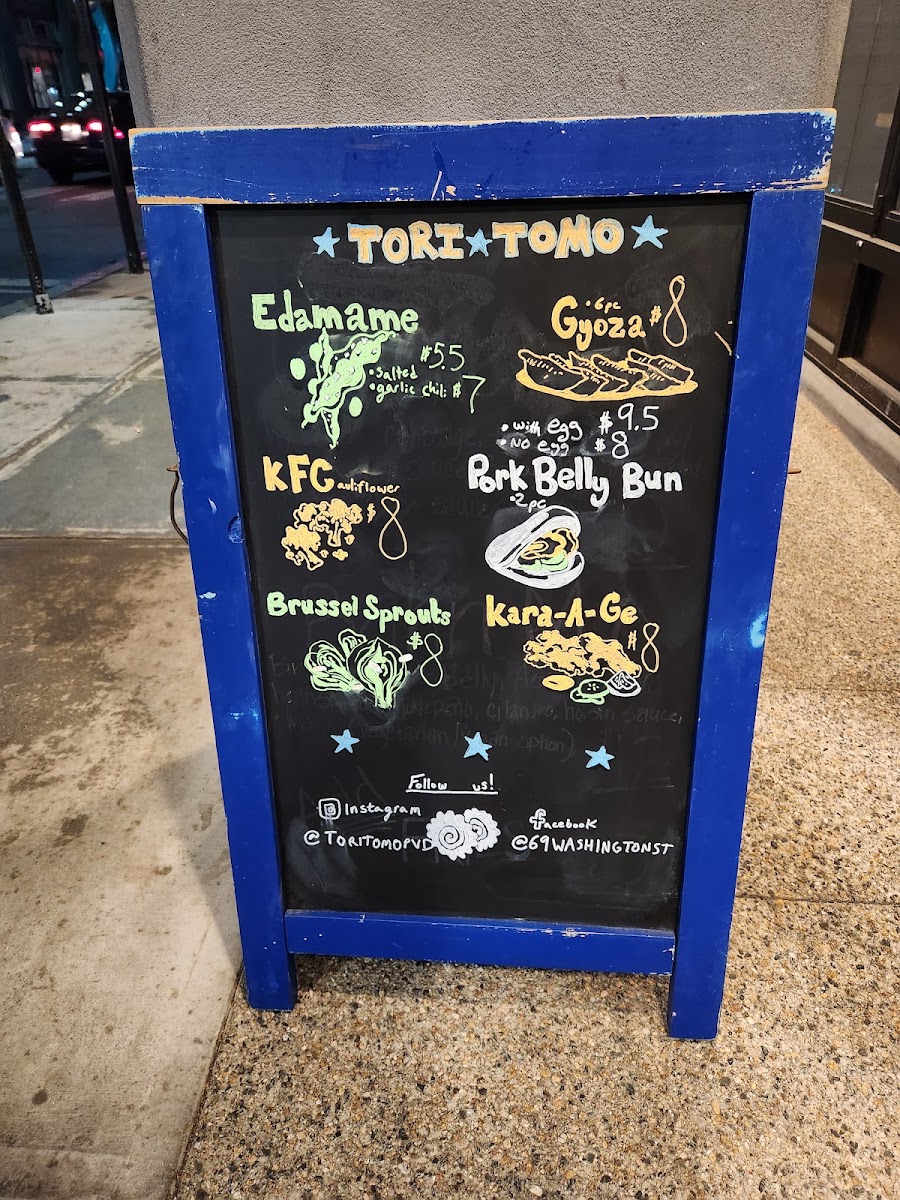 TORI TOMO
Edamame
$5.5
• salted
• garlic chili $7
• 6pc
Gyoza $8
• with egg $9.5
• No egg $8
KFCauliflower
$8
Pork Belly Bun
• 2pc
Brussel Sprouts
$8
Kara-A-Ge
$8
Follow us!
Instagram
@TORITOMOPVD
facebook
@69WASHINGTONST